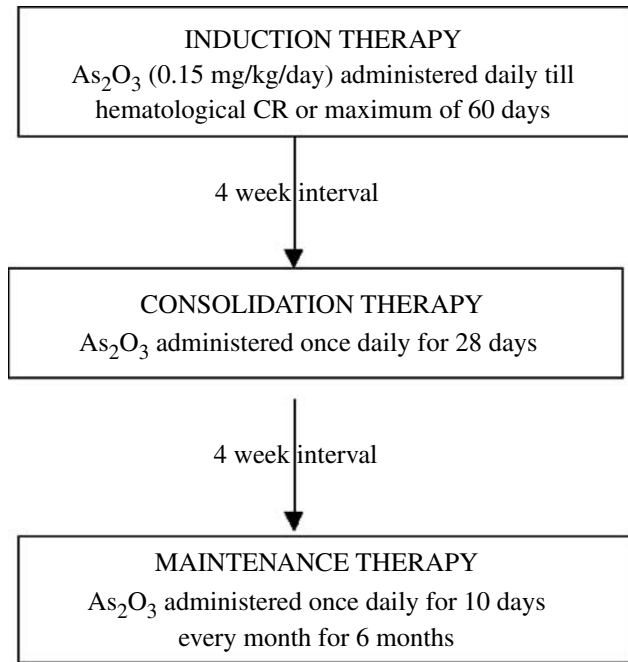 INDUCTION THERAPY
As₂O₃ (0.15 mg/kg/day) administered daily till
hematological CR or maximum of 60 days
4 week interval
CONSOLIDATION THERAPY
As₂O₃ administered once daily for 28 days
4 week interval
MAINTENANCE THERAPY
As₂O₃ administered once daily for 10 days
every month for 6 months